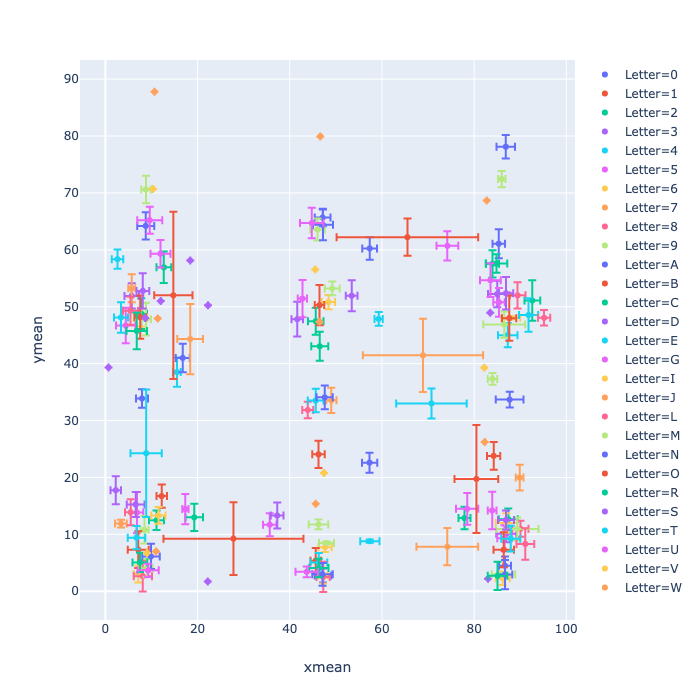 90
80
70
60
50
40
30
20
10
0
0
20
40
60
80
100
xmean
ymean
Letter=0
Letter=1
Letter=2
Letter=3
Letter=4
Letter=5
Letter=6
Letter=7
Letter=8
Letter=9
Letter=A
Letter=B
Letter=C
Letter=D
Letter=E
Letter=G
Letter=I
Letter=J
Letter=L
Letter=M
Letter=N
Letter=O
Letter=R
Letter=S
Letter=T
Letter=U
Letter=V
Letter=W